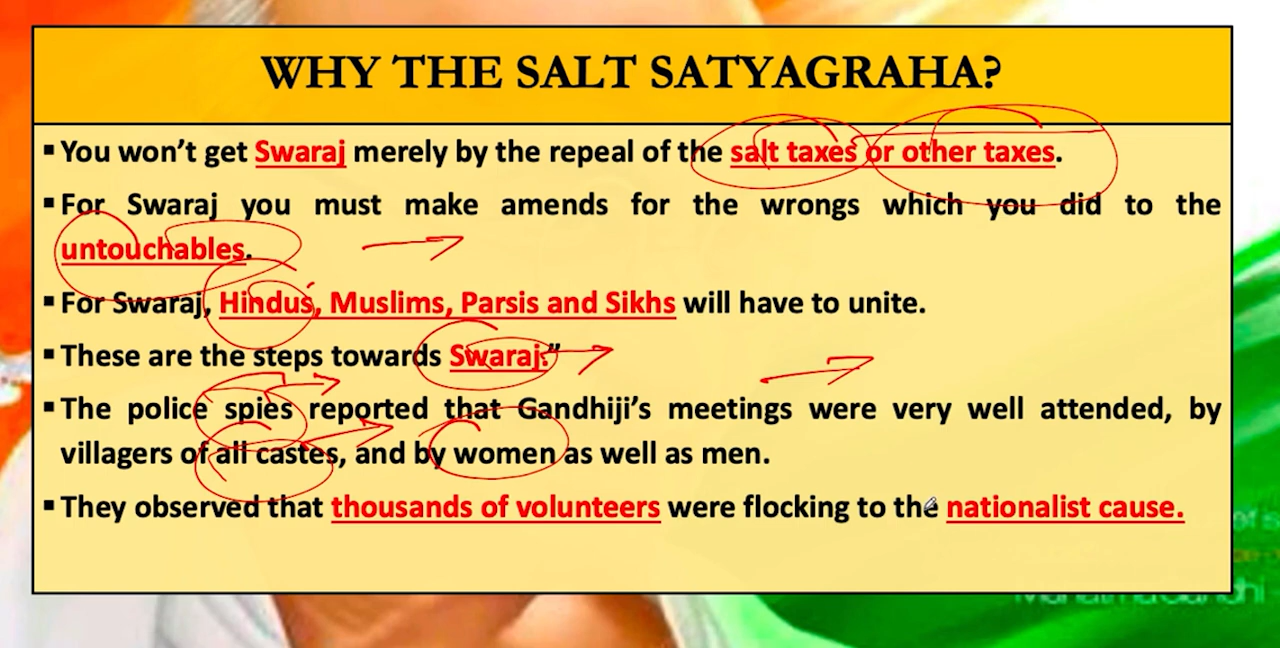 WHY THE SALT SATYAGRAHA?
▪ You won't get Swaraj merely by the repeal of the salt taxes or other taxes.
▪ For Swaraj you must make amends for the wrongs which you did to the
untouchables.
▪ For Swaraj, Hindus, Muslims, Parsis and Sikhs will have to unite.
▪ These are the steps towards Swaraj.”
▪ The police spies reported that Gandhiji's meetings were very well attended, by
villagers of all castes, and by women as well as men.
▪ They observed that thousands of volunteers were flocking to the nationalist cause.
Mahatma Gandhi